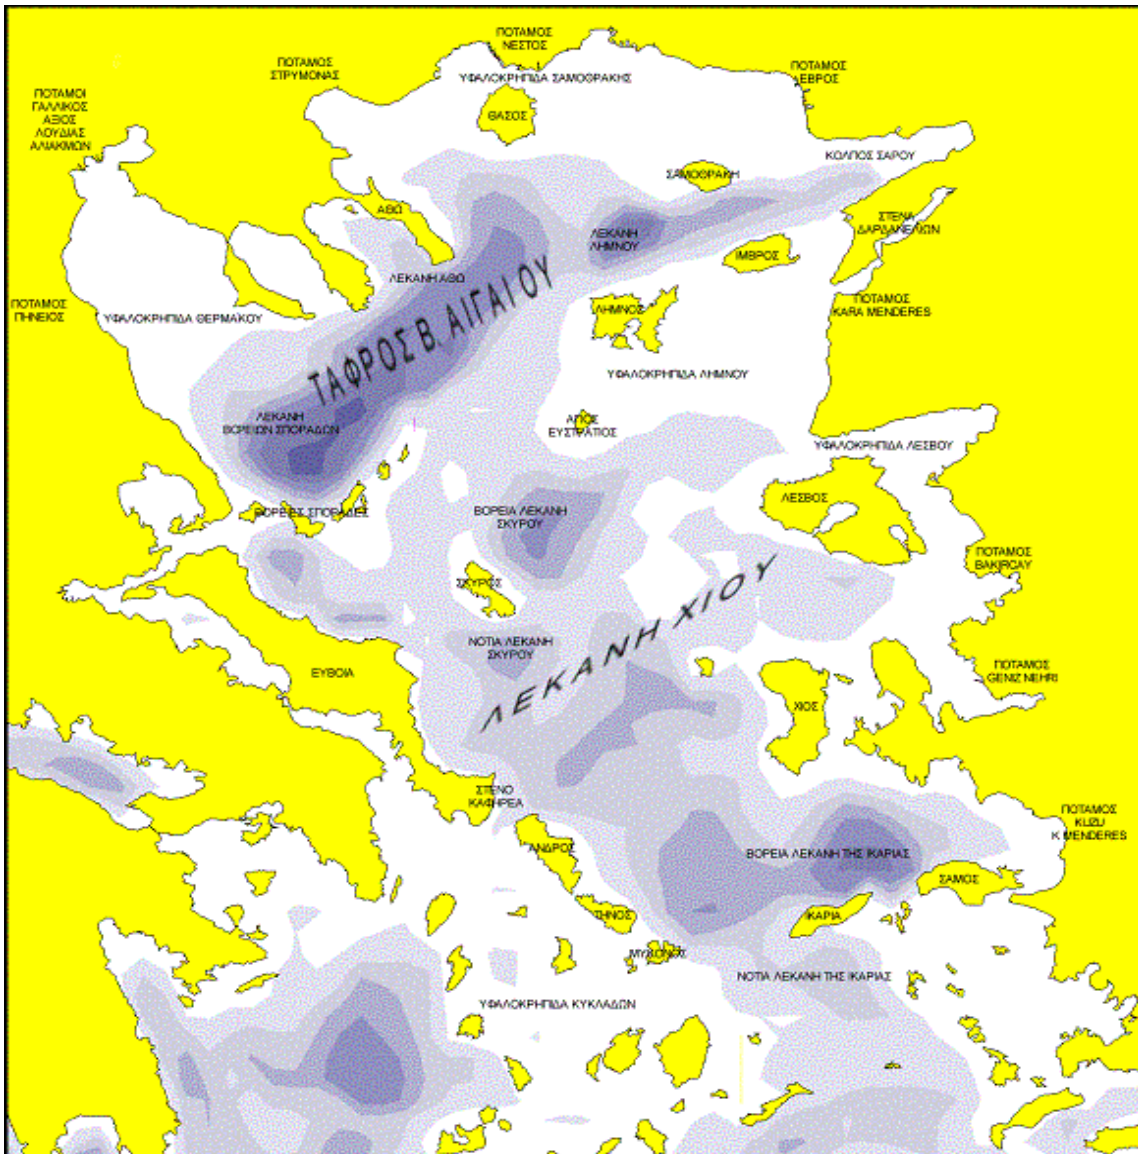 ΠΟΤΑΜΟΣ
ΝΕΣΤΟΣ
ΠΟΤΑΜΟΣ
ΣΤΡΥΜΟΝΑΣ
ΥΦΑΛΟΚΡΗΠΙΔΑ ΣΑΜΟΘΡΑΚΗΣ
ΠΟΤΑΜΟΣ
ΕΒΡΟΣ
ΠΟΤΑΜΟΙ
ΓΑΛΛΙΚΟΣ
ΑΞΙΟΣ
ΛΟΥΔΙΑΣ
ΑΛΙΑΚΜΩΝ
ΘΑΣΟΣ
ΚΟΛΠΟΣ ΣΑΡΟΥ
ΣΑΜΟΘΡΑΚΗ
ΑΘΩ
ΣΤΕΝΑ
ΔΑΡΔΑΝΕΛΙΩΝ
ΛΕΚΑΝΗ
ΛΗΜΝΟΥ
ΙΜΒΡΟΣ
ΛΕΚΑΝΗ ΑΘΩ
ΠΟΤΑΜΟΣ
ΠΗΝΕΙΟΣ
ΥΦΑΛΟΚΡΗΠΙΔΑ ΘΕΡΜΑΪΚΟΥ
ΛΗΜΝΟΣ
ΠΟΤΑΜΟΣ
KARA MENDERES
ΤΑΦΡΟΣ Β. ΑΙΓΑΙΟΥ
ΥΦΑΛΟΚΡΗΠΙΔΑ ΛΗΜΝΟΥ
ΛΕΚΑΝΗ
ΒΟΡΕΙΩΝ ΣΠΟΡΑΔΩΝ
ΑΓΙΟΣ
ΕΥΣΤΡΑΤΙΟΣ
ΥΦΑΛΟΚΡΗΠΙΔΑ ΛΕΣΒΟΥ
ΛΕΣΒΟΣ
ΒΟΡΕΙΕΣ ΣΠΟΡΑΔΕΣ
ΒΟΡΕΙΑ ΛΕΚΑΝΗ
ΣΚΥΡΟΥ
ΠΟΤΑΜΟΣ
BAKIRCAY
ΣΚΥΡΟΣ
ΛΕΚΑΝΗ ΧΙΟΥ
ΝΟΤΙΑ ΛΕΚΑΝΗ
ΣΚΥΡΟΥ
ΕΥΒΟΙΑ
ΠΟΤΑΜΟΣ
GENIZ NEHRI
ΧΙΟΣ
ΣΤΕΝΟ
ΚΑΦΗΡΕΑ
ΠΟΤΑΜΟΣ
KUZU
K MENDERES
ΑΝΔΡΟΣ
ΒΟΡΕΙΑ ΛΕΚΑΝΗ ΤΗΣ ΙΚΑΡΙΑΣ
ΣΑΜΟΣ
ΤΗΝΟΣ
ΙΚΑΡΙΑ
ΜΥΚΟΝΟΣ
ΝΟΤΙΑ ΛΕΚΑΝΗ ΤΗΣ ΙΚΑΡΙΑΣ
ΥΦΑΛΟΚΡΗΠΙΔΑ ΚΥΚΛΑΔΩΝ